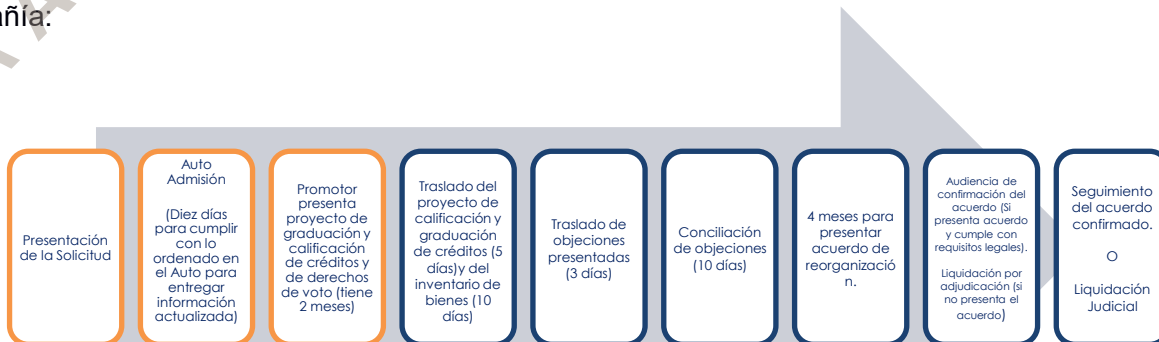 añía:
Presentación
de la Solicitud
Auto
Admisión
(Diez días
para cumplir
con lo
ordenado en
el Auto para
entregar
información
actualizada)
Promotor
presenta
proyecto de
graduación y
calificación
de créditos y
de derechos
de voto (tiene
2 meses)
Traslado del
proyecto de
calificación y
graduación
de créditos (5
días)y del
inventario de
bienes (10
días)
Traslado de
objeciones
presentadas
(3 días)
Conciliación
de objeciones
(10 días)
4 meses para
presentar
acuerdo de
reorganizació
n.
Audiencia de
confirmación del
acuerdo (Si
presenta acuerdo
y cumple con
requisitos legales).
Liquidación por
adjudicación (si
no presenta el
acuerdo)
Seguimiento
del acuerdo
confirmado.
O
Liquidación
Judicial